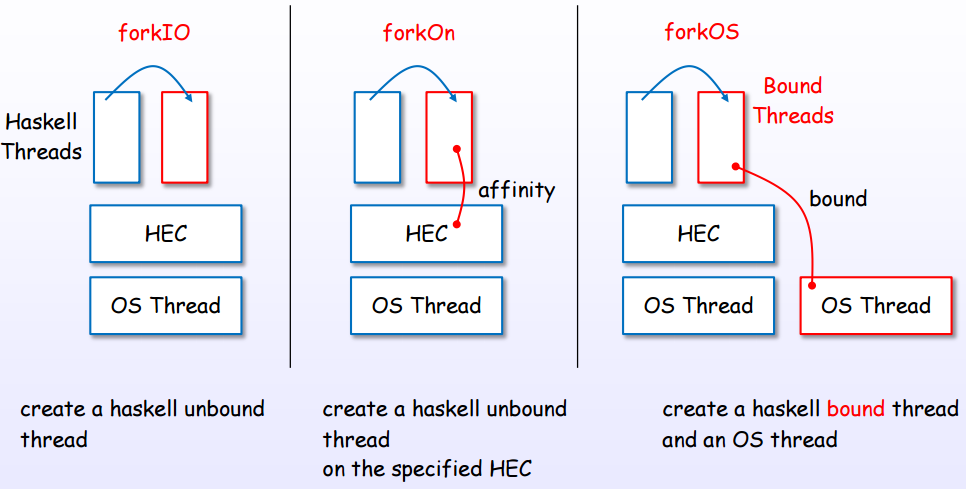 forkIO
Haskell
Threads
HEC
OS Thread
create a haskell unbound
thread
forkOn
affinity
HEC
OS Thread
create a haskell unbound
thread
on the specified HEC
forkOS
Bound
Threads
bound
HEC
OS Thread
OS Thread
create a haskell bound thread
and an OS thread